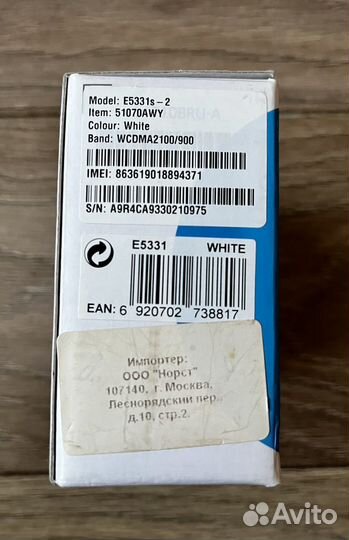 Model: E5331s-2
Item: 51070AWY
Colour: White
Band: WCDMA2100/900
IMEI: 863619018894371
S/N: A9R4CA9330210975
E5331 WHITE
EAN: 6 920702 738817
Импортер:
ООО "Норст"
107140, г. Москва,
Леснорядский пер.,
д.10, стр.2.
Avito